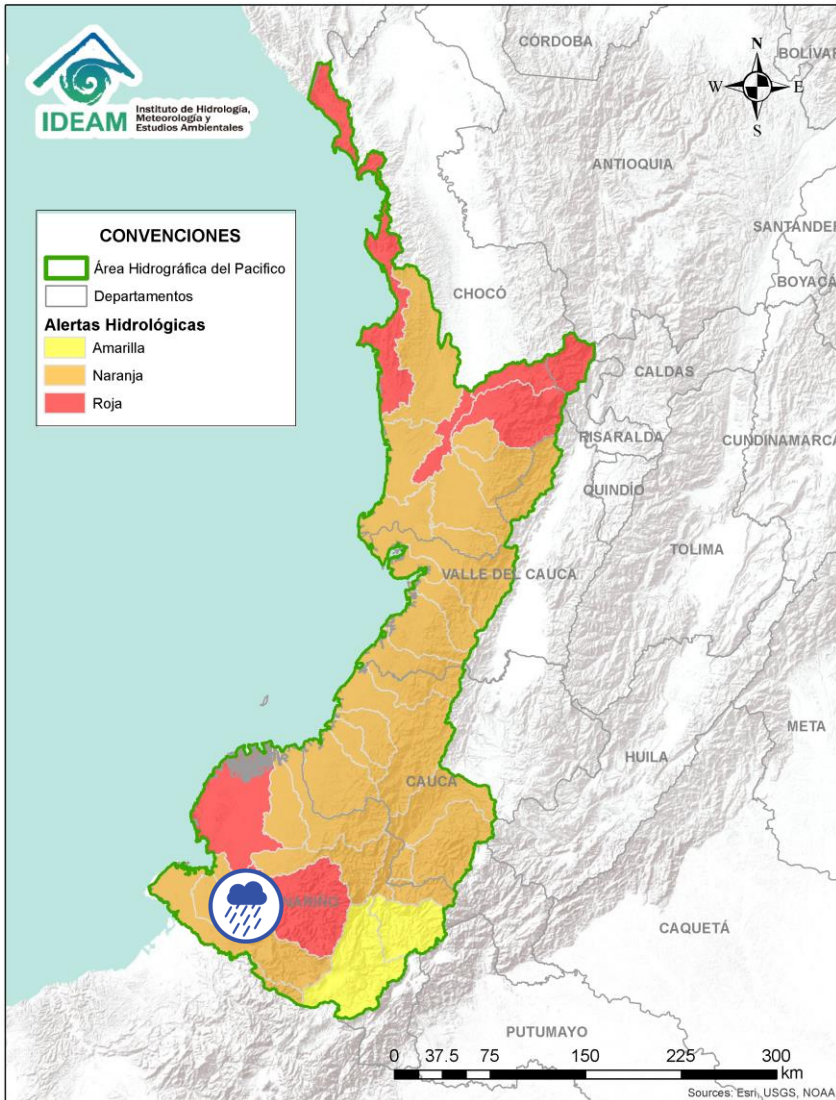 IDEAM
Instituto de Hidrología,
Meteorología y
Estudios Ambientales
CÓRDOBA
BOLÍVAR
N
W
E
S
ANTIOQUIA
SANTANDER
BOYACÁ
CONVENCIONES
Área Hidrográfica del Pacifico
Departamentos
Alertas Hidrológicas
Amarilla
Naranja
Roja
CHOCÓ
CALDAS
RISARALDA
CUNDINAMARCA
QUINDÍO
TOLIMA
VALLE DEL CAUCA
META
HUILA
CAUCA
NARIÑO
CAQUETÁ
PUTUMAYO
0 37.5 75 150 225 300
km
Sources: Esri, USGS, NOAA